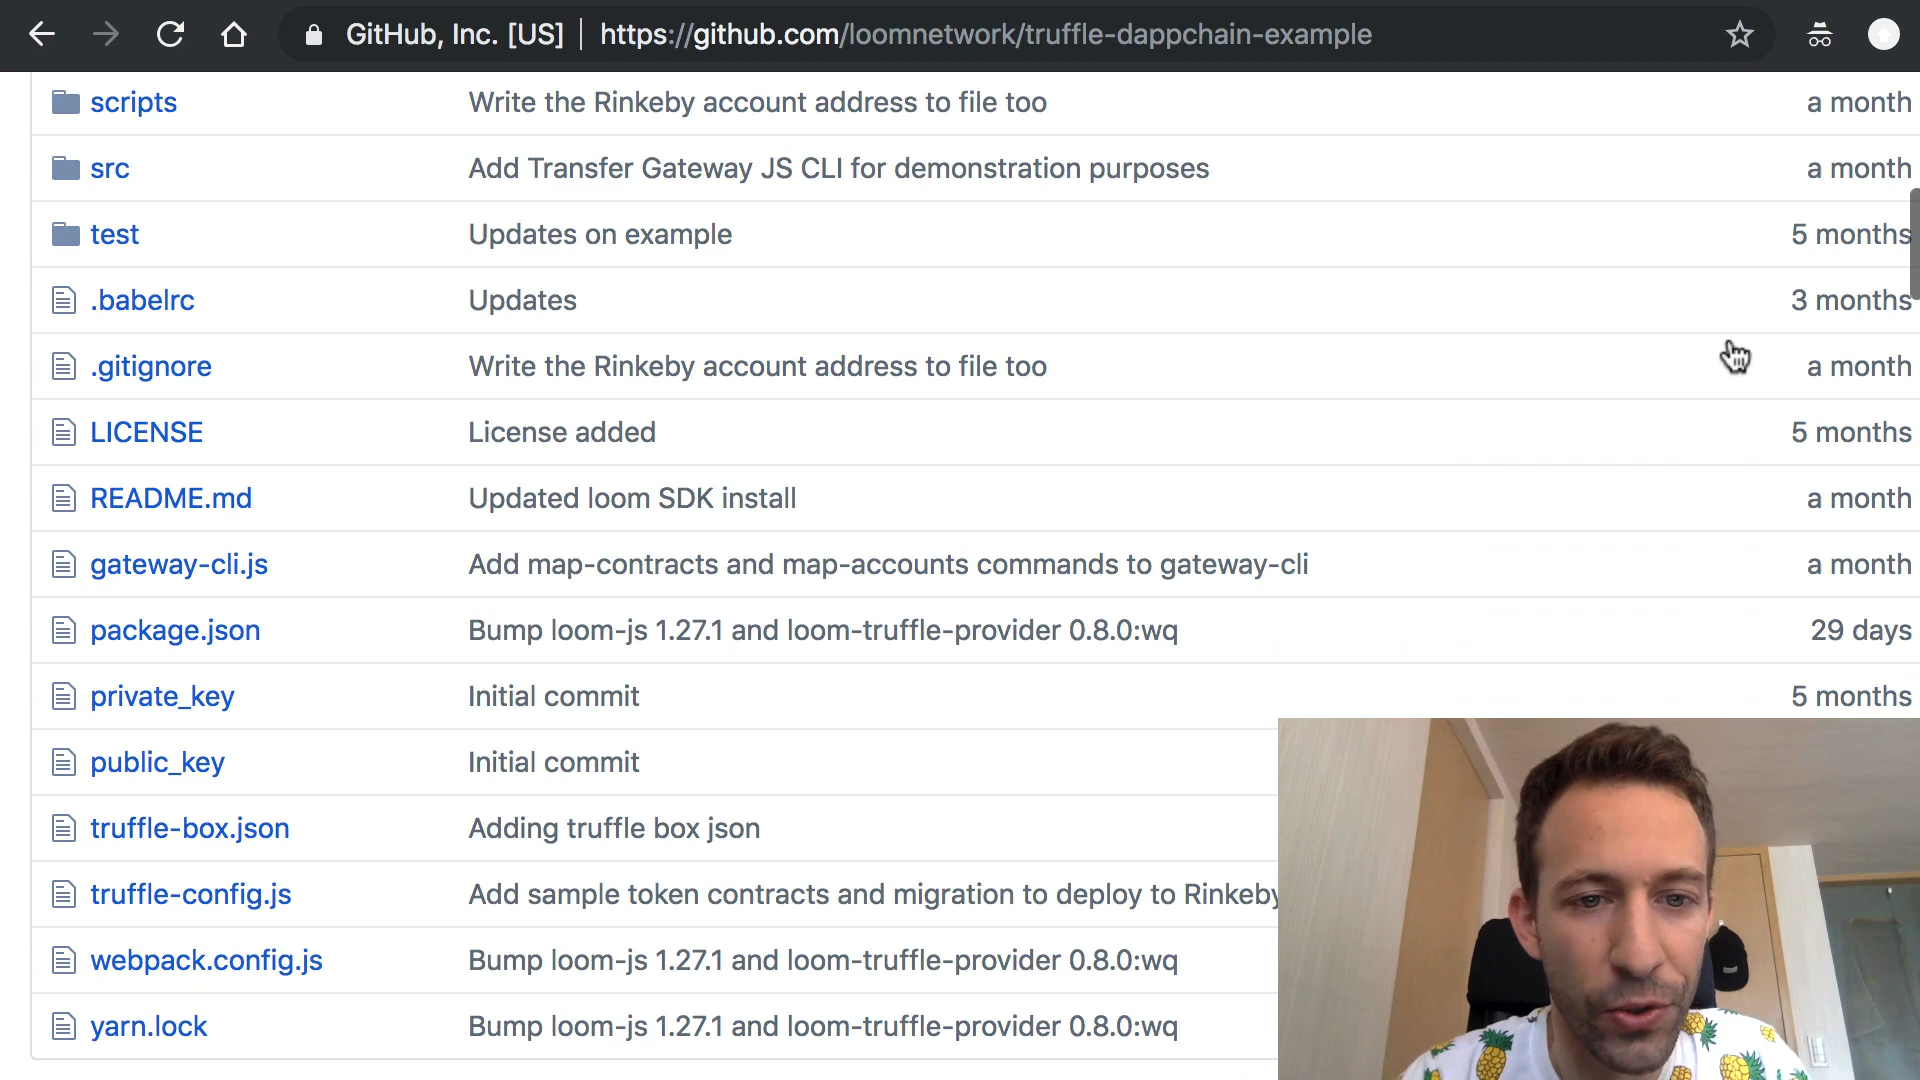 GitHub, Inc. [US] | https://github.com/loomnetwork/truffle-dappchain-example
scripts Write the Rinkeby account address to file too a month
src Add Transfer Gateway JS CLI for demonstration purposes a month
test Updates on example 5 months
.babelrc Updates 3 months
.gitignore Write the Rinkeby account address to file too a month
LICENSE License added 5 months
README.md Updated loom SDK install a month
gateway-cli.js Add map-contracts and map-accounts commands to gateway-cli a month
package.json Bump loom-js 1.27.1 and loom-truffle-provider 0.8.0:wq 29 days
private_key Initial commit 5 months
public_key Initial commit
truffle-box.json Adding truffle box json
truffle-config.js Add sample token contracts and migration to deploy to Rinkeby
webpack.config.js Bump loom-js 1.27.1 and loom-truffle-provider 0.8.0:wq
yarn.lock Bump loom-js 1.27.1 and loom-truffle-provider 0.8.0:wq